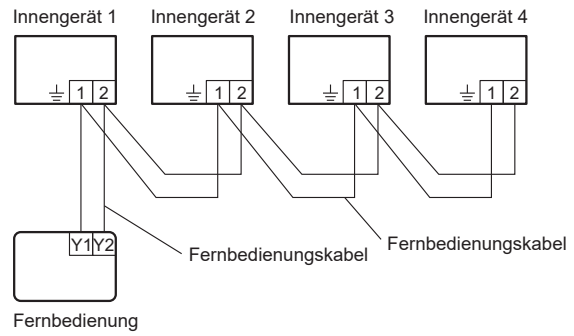 Innengerät 1 Innengerät 2 Innengerät 3 Innengerät 4
1 2 1 2 1 2 1 2
Y1 Y2
Fernbedienungskabel Fernbedienungskabel
Fernbedienung